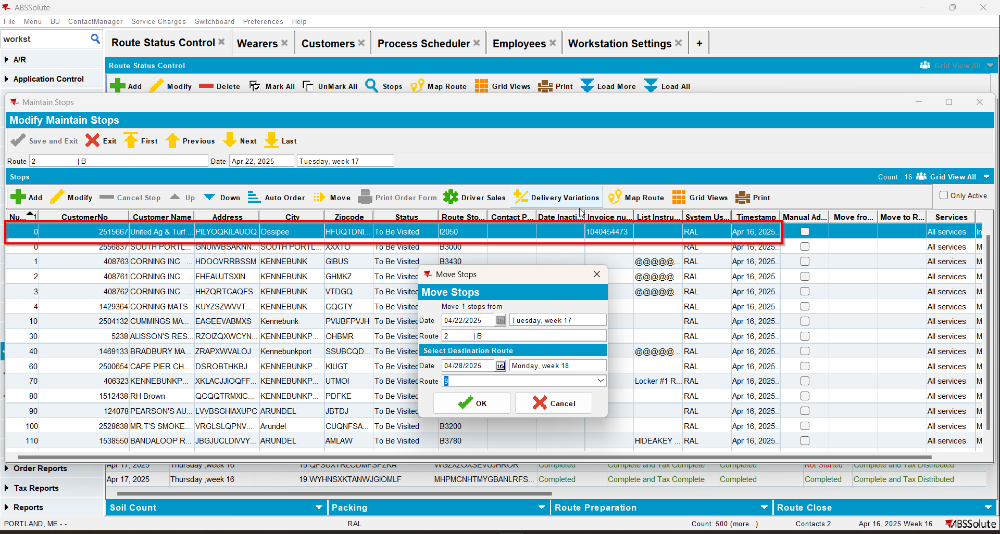 ABSSolute
File Menu BU ContactManager Service Charges Switchboard Preferences Help
workst
Route Status Control Wearers Customers Process Scheduler Employees Workstation Settings +
A/R
Application Control
Route Status Control Grid View All
Add Modify Delete Mark All UnMark All Stops Map Route Grid Views Print Load More Load All
Maintain Stops
Modify Maintain Stops
Save and Exit Exit First Previous Next Last
Route 2 | B Date Apr 22, 2025 Tuesday, week 17
Stops Count : 16 Grid View All
Add Modify Cancel Stop Up Down Auto Order Move Print Order Form Driver Sales Delivery Variations Map Route Grid Views Print Only Active
Nu... 1 CustomerNo Customer Name Address City Zipcode Status Route Sto... Contact P... Date Inacti... Invoice nu... List Instru... System Us... Timestamp Manual Ad... Move fro... Move to R... Services
0 2515667 United Ag & Turf ... PILYOQKILAUOQ Ossipee HFUQTDNI... To Be Visited I2050 1040454473 RAL Apr 16, 2025... All services In
0 2556837 SOUTH PORTL... GNUIWBSAKNN... SOUTH PORTL... XXXTO To Be Visited B3000 RAL Apr 16, 2025... All services M
1 408763 CORNING INC ... HDOOVRRBSSM KENNEBUNK GIBUS To Be Visited B3430 @@@@@... RAL Apr 16, 2025... All services M
2 408761 CORNING INC ... FHEAUJTSXIN KENNEBUNK GHMKZ To Be Visited @@@@@... RAL Apr 16, 2025... All services M
3 408762 CORNING INC ... HHZQRTCAQFS KENNEBUNK VTDGQ To Be Visited @@@@@... RAL Apr 16, 2025... All services M
4 1429364 CORNING MATS KUYZSZWVVT... KENNEBUNK CQCTY To Be Visited RAL Apr 16, 2025... All services M
10 2504132 CUMMINGS MA... EAGEEVABMXS Kennebunk PVIJBFPVJH To Be Visited RAL Apr 16, 2025... All services M
30 5238 ALISSON'S RES... RZOIZQXWCYN... KENNEBUNKP... OHBMR To Be Visited RAL Apr 16, 2025... All services M
40 1469133 BRADBURY MA... ZRAPXWVALOJ Kennebunkport SSUBCQD... To Be Visited @@@@@... RAL Apr 16, 2025... All services M
60 2500654 CAPE PIER CH... DSROBTHKBJ KENNEBUNKP... KIUGT To Be Visited RAL Apr 16, 2025... All services M
70 406323 KENNEBUNKP... XKLACJJIOQFF... KENNEBUNKP... UTMOI To Be Visited Locker #1 R... RAL Apr 16, 2025... All services M
80 1512438 RH Brown QCQQTRMXIC... KENNEBUNKP... PDFKE To Be Visited RAL Apr 16, 2025... All services M
90 124078 PEARSON'S AU... LVVBSGHIAXUPC ARUNDEL JBTDJ To Be Visited RAL Apr 16, 2025... All services M
100 2528638 MR.T'S SMOKE... VRGLSLQPNV... Arundel CUQNFSA... To Be Visited B3200 RAL Apr 16, 2025... All services M
110 1538550 BANDALOOP R... JBGJUCLDIVVY... ARUNDEL AMLAW To Be Visited B3780 HIDEAKEY ... RAL Apr 16, 2025... All services M
Move Stops
Move Stops
Move 1 stops from
Date 04/22/2025 16 Tuesday, week 17
Route 2 | B
Select Destination Route
Date 04/28/2025 16 Monday, week 18
Route 9
OK Cancel
Order Reports Apr 17, 2025 Thursday ,week 16 Completed Complete and Tax Complete Completed Not Started Complete and Tax Distributed
Apr 17, 2025 Thursday ,week 16 19 WYHNSXKTANWJGIOMLF MHPMCNHTMYGBANLRFS... Completed Complete and Tax Complete Completed Completed Complete and Tax Distributed
Tax Reports
Reports
Soil Count Packing Route Preparation Route Close
PORTLAND, ME - - RAL Count: 500 (more...) Contacts 2 Apr 16, 2025 Week 16 ABSSolute